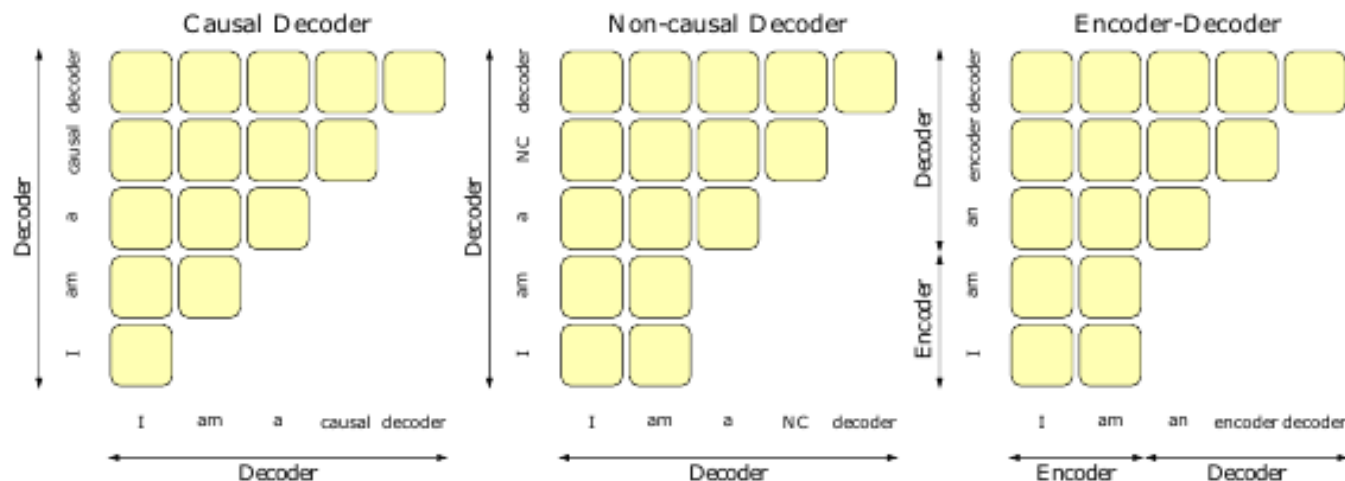 Causal Decoder
Decoder
decoder
causal
a
am
I
I am a causal decoder
Decoder
Non-causal Decoder
Decoder
decoder
NC
a
am
I
I am a NC decoder
Decoder
Encoder-Decoder
Decoder
Encoder
decoder
encoder
an
am
I
I am an encoder decoder
Encoder Decoder